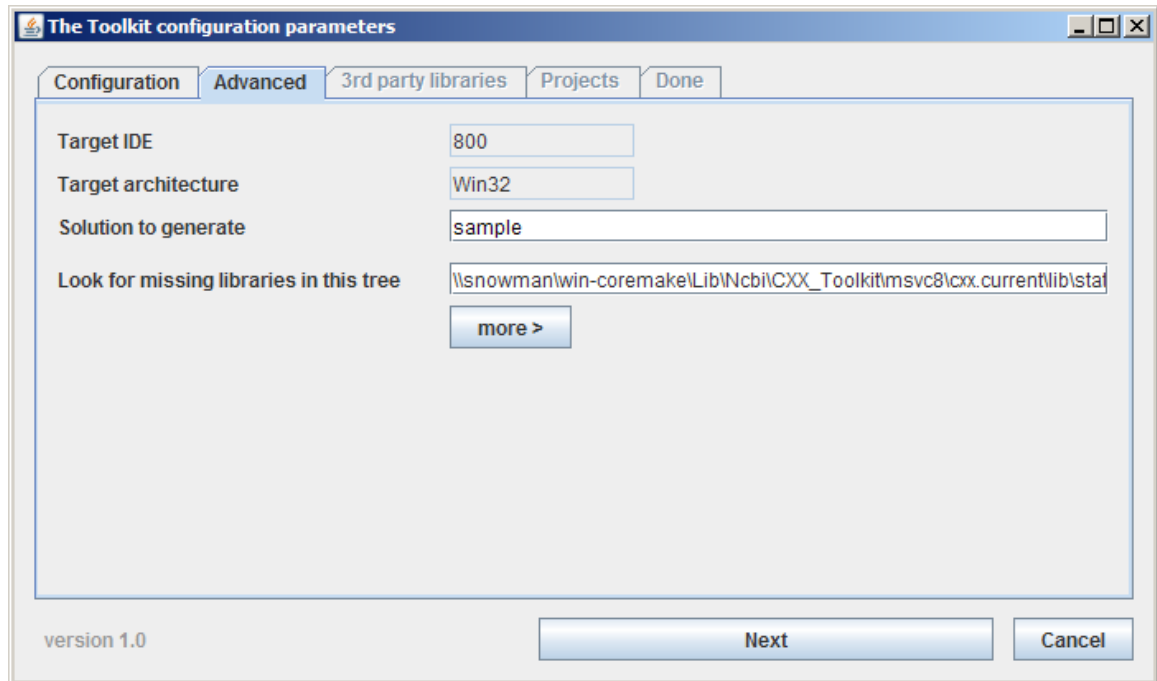 The Toolkit configuration parameters
Configuration Advanced 3rd party libraries Projects Done
Target IDE 800
Target architecture Win32
Solution to generate sample
Look for missing libraries in this tree \\snowman\win-coremake\Lib\Ncbi\CXX_Toolkit\msvc8\cxx.current\lib\stat
more >
version 1.0 Next Cancel